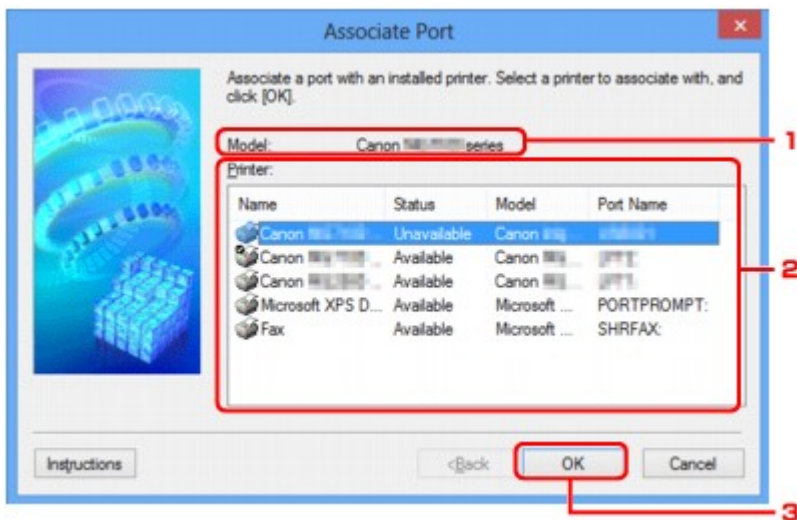 Associate Port
Associate a port with an installed printer. Select a printer to associate with, and
click [OK].
Model: Canon series 1
Printer:
Name Status Model Port Name
Canon Unavailable Canon
Canon ... Available Canon ...
Canon ... Available Canon ... 2
Microsoft XPS D... Available Microsoft ... PORTPROMPT:
Fax Available Microsoft ... SHRFAX:
Instructions <Back OK Cancel
3